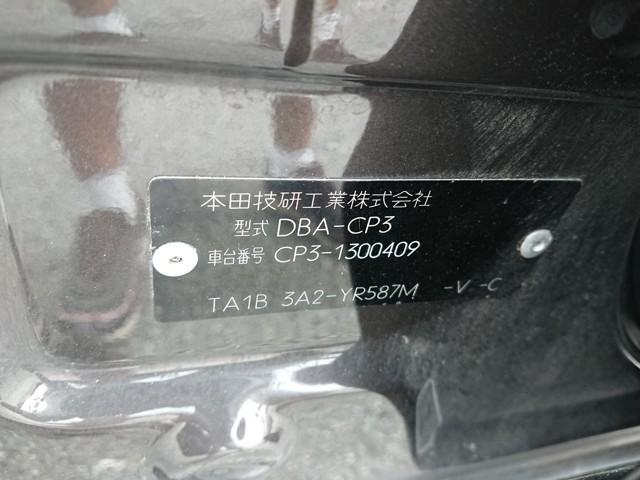 本田技研工業株式会社
型式 DBA-CP3
車台番号 CP3-1300409
TA1B 3A2-YR587M -V -C